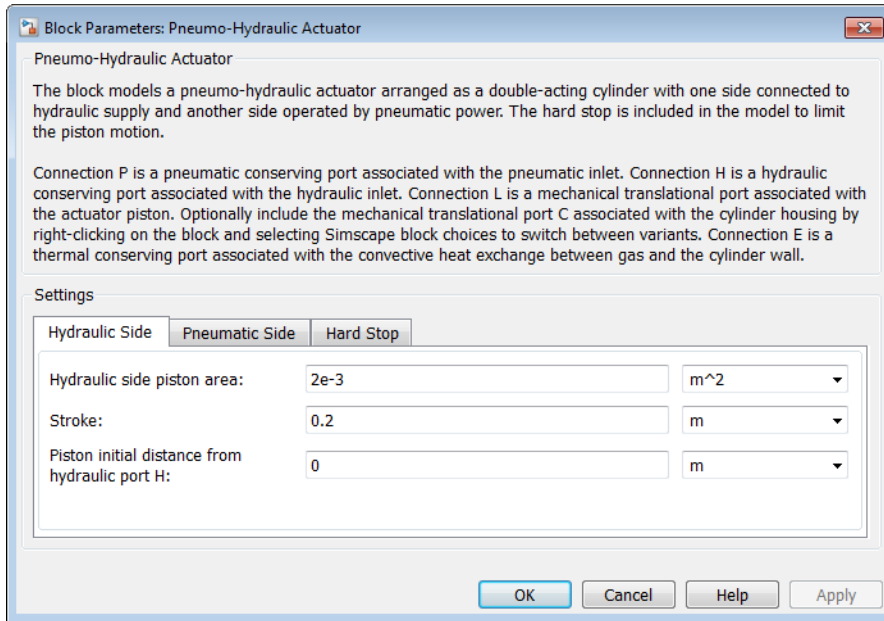 Block Parameters: Pneumo-Hydraulic Actuator
Pneumo-Hydraulic Actuator
The block models a pneumo-hydraulic actuator arranged as a double-acting cylinder with one side connected to
hydraulic supply and another side operated by pneumatic power. The hard stop is included in the model to limit
the piston motion.
Connection P is a pneumatic conserving port associated with the pneumatic inlet. Connection H is a hydraulic
conserving port associated with the hydraulic inlet. Connection L is a mechanical translational port associated with
the actuator piston. Optionally include the mechanical translational port C associated with the cylinder housing by
right-clicking on the block and selecting Simscape block choices to switch between variants. Connection E is a
thermal conserving port associated with the convective heat exchange between gas and the cylinder wall.
Settings
Hydraulic Side Pneumatic Side Hard Stop
Hydraulic side piston area: 2e-3 m^2
Stroke: 0.2 m
Piston initial distance from
hydraulic port H: 0 m
OK Cancel Help Apply